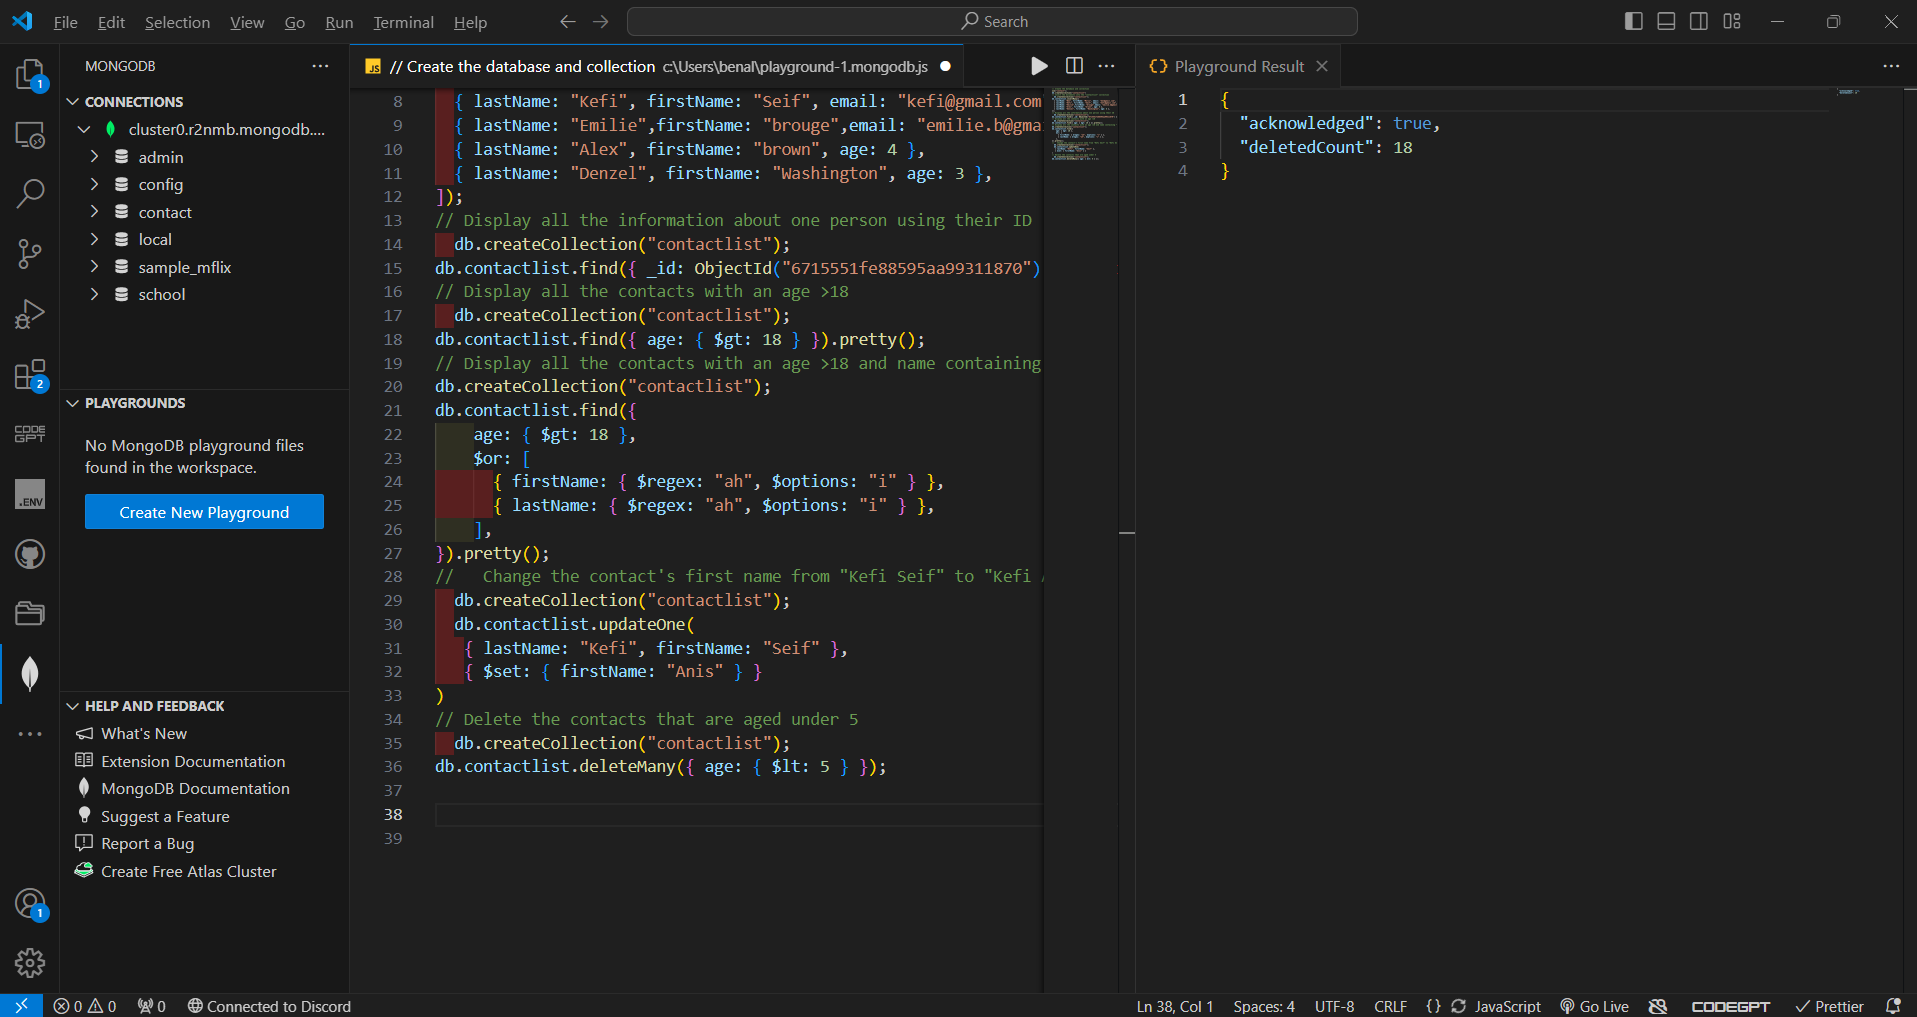 File Edit Selection View Go Run Terminal Help
Search
MONGODB
CONNECTIONS
cluster0.r2nmb.mongodb....
admin
config
contact
local
sample_mflix
school
PLAYGROUNDS
No MongoDB playground files
found in the workspace.
Create New Playground
HELP AND FEEDBACK
What's New
Extension Documentation
MongoDB Documentation
Suggest a Feature
Report a Bug
Create Free Atlas Cluster
1
2
CODE
GPT
.ENV
1
JS // Create the database and collection c:\Users\benal\playground-1.mongodb.js
8 { lastName: "Kefi", firstName: "Seif", email: "kefi@gmail.com
9 { lastName: "Emilie",firstName: "brouge",email: "emilie.b@gma
10 { lastName: "Alex", firstName: "brown", age: 4 },
11 { lastName: "Denzel", firstName: "Washington", age: 3 },
12 ]);
13 // Display all the information about one person using their ID
14 db.createCollection("contactlist");
15 db.contactlist.find({ _id: ObjectId("6715551fe88595aa99311870")
16 // Display all the contacts with an age >18
17 db.createCollection("contactlist");
18 db.contactlist.find({ age: { $gt: 18 } }).pretty();
19 // Display all the contacts with an age >18 and name containing
20 db.createCollection("contactlist");
21 db.contactlist.find({
22 age: { $gt: 18 },
23 $or: [
24 { firstName: { $regex: "ah", $options: "i" } },
25 { lastName: { $regex: "ah", $options: "i" } },
26 ],
27 }).pretty();
28 //   Change the contact's first name from "Kefi Seif" to "Kefi
29 db.createCollection("contactlist");
30 db.contactlist.updateOne(
31 { lastName: "Kefi", firstName: "Seif" },
32 { $set: { firstName: "Anis" } }
33 )
34 // Delete the contacts that are aged under 5
35 db.createCollection("contactlist");
36 db.contactlist.deleteMany({ age: { $lt: 5 } });
37
38
39
{} Playground Result
1 {
2 "acknowledged": true,
3 "deletedCount": 18
4 }
0 0 0 Connected to Discord Ln 38, Col 1 Spaces: 4 UTF-8 CRLF {} JavaScript Go Live CODEGPT Prettier